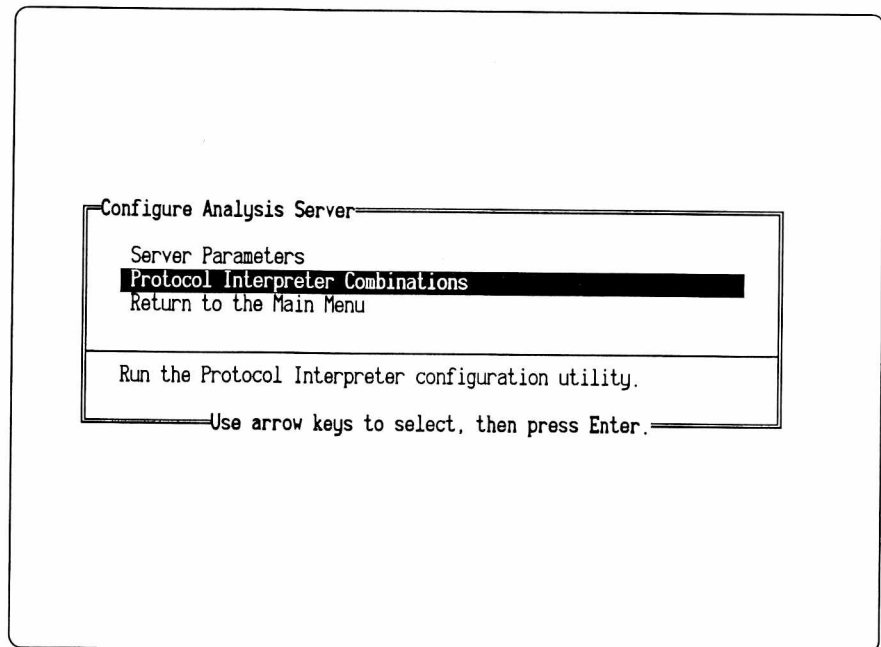 Configure Analysis Server
Server Parameters
Protocol Interpreter Combinations
Return to the Main Menu
Run the Protocol Interpreter configuration utility.
Use arrow keys to select, then press Enter.